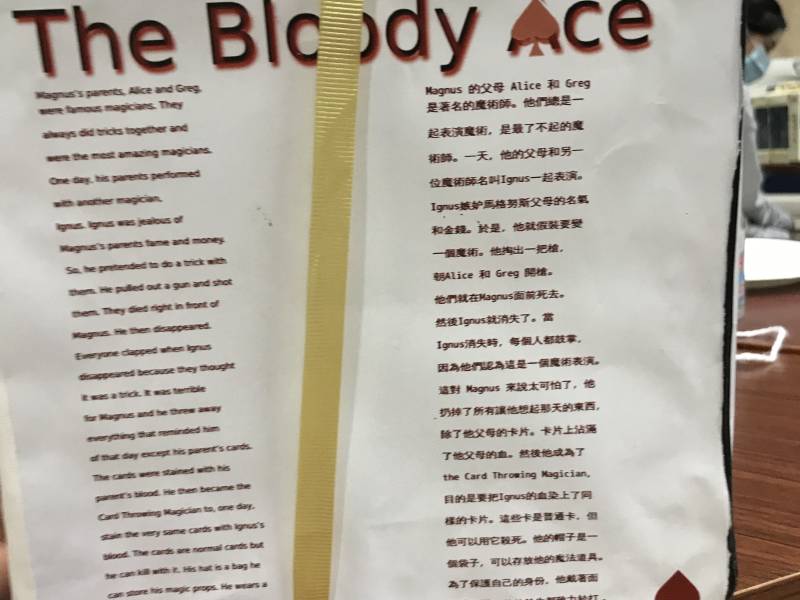 The Bloody Ace
Magnus's parents, Alice and Greg,
were famous magicians. They
always did tricks together and
were the most amazing magicians.
One day, his parents performed
with another magician,
Ignus. Ignus was jealous of
Magnus's parents fame and money.
So, he pretended to do a trick with
them. He pulled out a gun and shot
them. They died right in front of
Magnus. He then disappeared.
Everyone clapped when Ignus
disappeared because they thought
it was a trick. It was terrible
for Magnus and he threw away
everything that reminded him
of that day except his parent's cards.
The cards were stained with his
parent's blood. He then became the
Card Throwing Magician to, one day,
stain the very same cards with Ignus's
blood. The cards are normal cards but
he can kill with it. His hat is a bag he
can store his magic props. He wears a
Magnus 的父母 Alice 和 Greg
是著名的魔術師。他們總是一
起表演魔術，是最了不起的魔
術師。一天，他的父母和另一
位魔術師名叫Ignus一起表演。
Ignus嫉妒馬格努斯父母的名氣
和金錢。於是，他就假裝要變
一個魔術。他掏出一把槍，
朝Alice 和 Greg 開槍。
他們就在Magnus面前死去。
然後Ignus就消失了。當
Ignus消失時，每個人都鼓掌，
因為他們認為這是一個魔術表演。
這對 Magnus 來說太可怕了，他
扔掉了所有讓他想起那天的東西，
除了他父母的卡片。卡片上沾滿
了他父母的血。然後他成為了
the Card Throwing Magician，
目的是要把Ignus的血染上了同
樣的卡片。這些卡是普通卡，但
他可以用它殺死。他的帽子是一
個袋子，可以存放他的魔法道具。
為了保護自己的身份，他戴著面